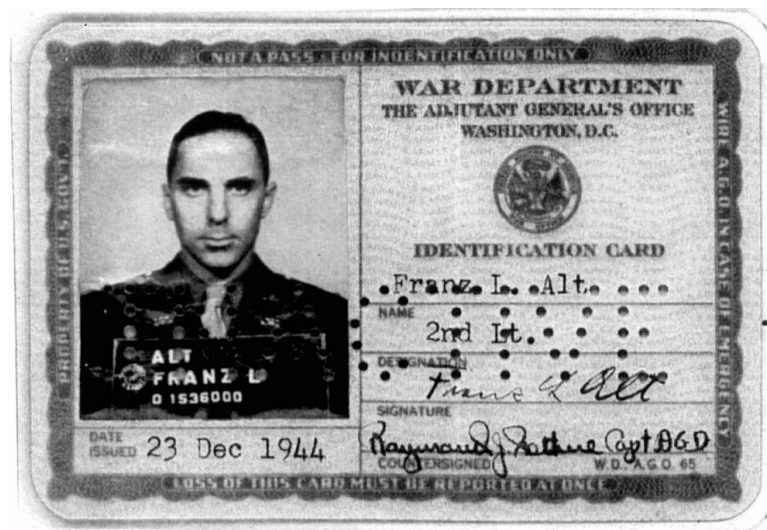 NOT A PASS - FOR INDENTIFICATION ONLY
PROPERTY OF U.S. GOV'T.
WIRE A.G.O. IN CASE OF EMERGENCY
WAR DEPARTMENT
THE ADJUTANT GENERAL'S OFFICE
WASHINGTON, D.C.
IDENTIFICATION CARD
Franz L. Alt
NAME
2nd Lt.
DESIGNATION
Franz L Alt
SIGNATURE
Capt AGD
COUNTERSIGNED W.D., A.G.O. 65
ALT
FRANZ L
O 1536000
DATE ISSUED 23 Dec 1944
LOSS OF THIS CARD MUST BE REPORTED AT ONCE